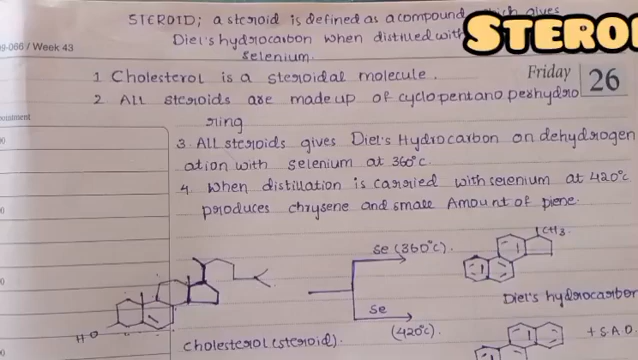 STEROID; a steroid is defined as a compound which gives
Diel's hydrocarbon when distilled with
selenium.
STEROI
9-066 / Week 43
Friday 26
1 Cholesterol is a steroidal molecule.
2. All steroids are made up of cyclopentano perhydro
ring
3. All steroids gives Diel's Hydrocarbon on dehydrogen
ation with selenium at 360°c.
4. When distillation is carried with selenium at 420°c
produces chrysene and small Amount of piene.
Se (360°c).
CH3.
Diel's hydrocarbon
Se
(420°c).
+ S.A.O.
HO
cholesterol (steroid).